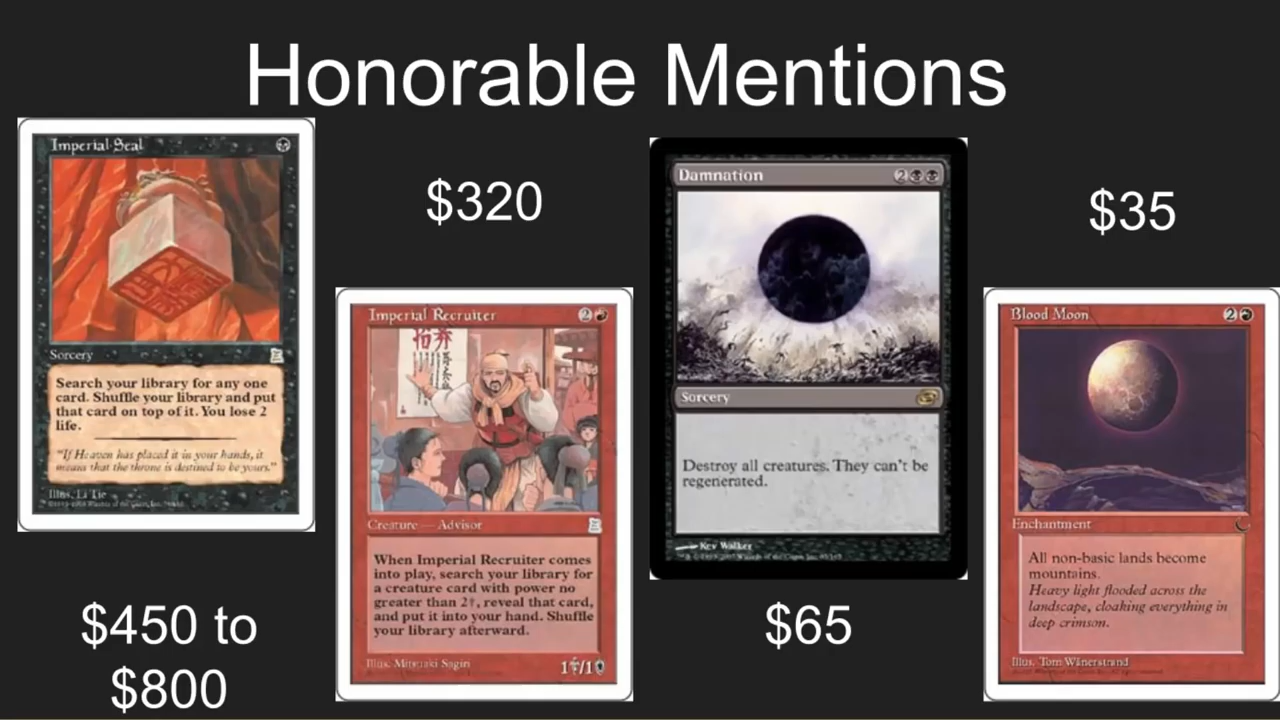 Honorable Mentions
Imperial Seal
Sorcery
Search your library for any one
card. Shuffle your library and put
that card on top of it. You lose 2
life.
"If Heaven has placed it in your hands, it
means that the throne is destined to be yours."
Illus. Li Tie
$450 to
$800
$320
Imperial Recruiter
2
Creature — Advisor
When Imperial Recruiter comes
into play, search your library for
a creature card with power no
greater than 2, reveal that card,
and put it into your hand. Shuffle
your library afterward.
Illus. Mitsuaki Sagiri
1/1
Damnation
2
Sorcery
Destroy all creatures. They can't be
regenerated.
Kev Walker
$65
$35
Blood Moon
2
Enchantment
All non-basic lands become
mountains.
Heavy light flooded across the
landscape, cloaking everything in
deep crimson.
Illus. Tom Wänerstrand